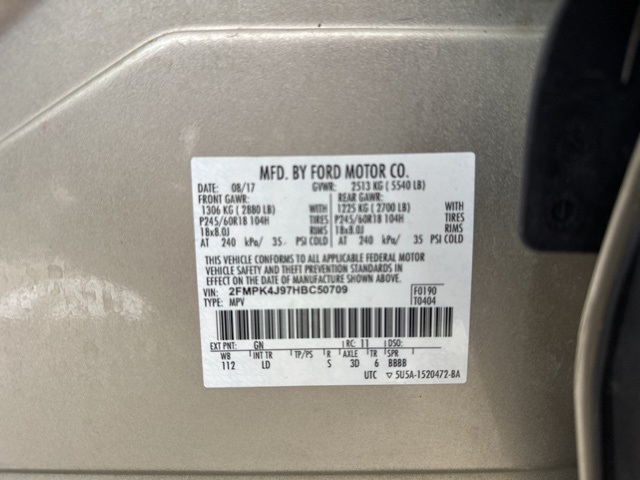 MFD. BY FORD MOTOR CO.
DATE: 08/17 GVWR: 2513 KG ( 5540 LB)
FRONT GAWR: REAR GAWR:
1306 KG ( 2880 LB) WITH 1225 KG ( 2700 LB) WITH
P245/60R18 104H TIRES P245/60R18 104H TIRES
18x8.0J RIMS 18x8.0J RIMS
AT 240 kPa/ 35 PSI COLD AT 240 kPa/ 35 PSI COLD
THIS VEHICLE CONFORMS TO ALL APPLICABLE FEDERAL MOTOR
VEHICLE SAFETY AND THEFT PREVENTION STANDARDS IN
EFFECT ON THE DATE OF MANUFACTURE SHOWN ABOVE.
VIN: 2FMPK4J97HBC50709 F0190
TYPE: MPV T0404
EXT PNT: GN RC: 11 DSO:
WB INT TR TP/PS R AXLE TR SPR
112 LD S 3D 6 BBBB
UTC ▽ 5U5A-1520472-BA